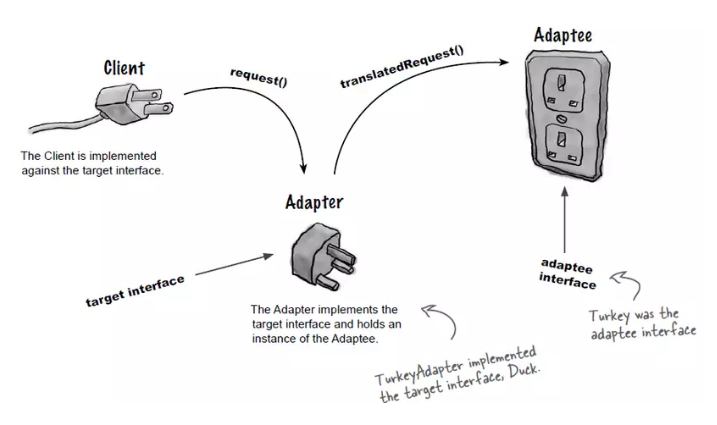 Adaptee
Client
request()
translatedRequest()
The Client is implemented
against the target interface.
Adapter
target interface
adaptee
interface
The Adapter implements the
target interface and holds an
instance of the Adaptee.
Turkey was the
adaptee interface
TurkeyAdapter implemented
the target interface, Duck.